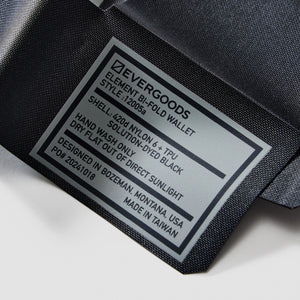 EVERGOODS
ELEMENT BI-FOLD WALLET
STYLE: 12005a
SHELL: 420d NYLON 6 + TPU
SOLUTION-DYED BLACK
HAND WASH ONLY
DRY FLAT OUT OF DIRECT SUNLIGHT
DESIGNED IN BOZEMAN, MONTANA, USA
PO# 20241018 MADE IN TAIWAN